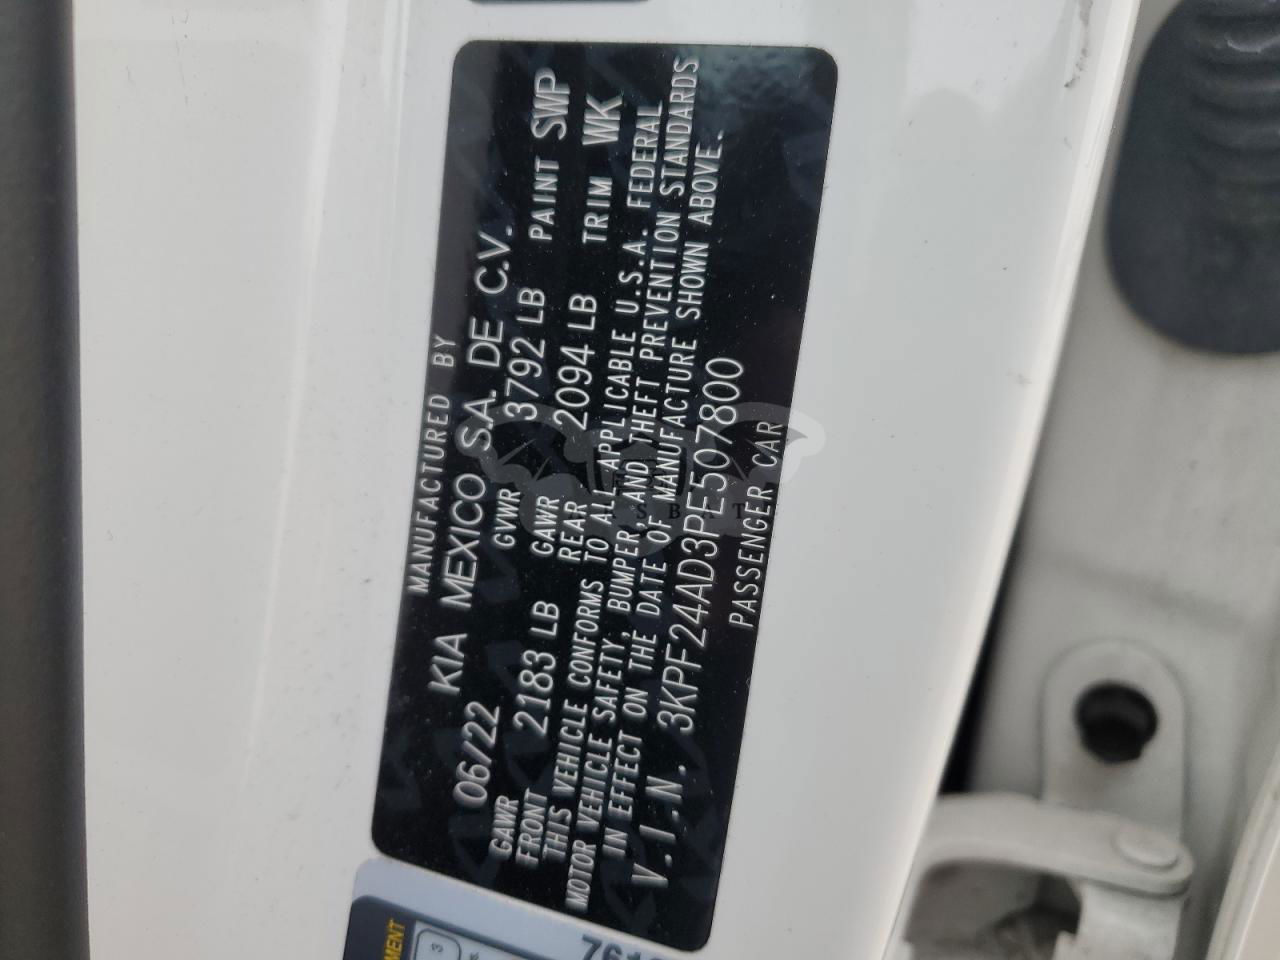 MANUFACTURED BY
06/22 KIA MEXICO S.A. DE C.V.
GAWR FRONT 2183 LB GVWR 3792 LB PAINT SWP
GAWR REAR 2094 LB TRIM WK
THIS VEHICLE CONFORMS TO ALL APPLICABLE U.S.A. FEDERAL
MOTOR VEHICLE SAFETY, BUMPER, AND THEFT PREVENTION STANDARDS
IN EFFECT ON THE DATE OF MANUFACTURE SHOWN ABOVE.
V.I.N. 3KPF24AD3PE507800
PASSENGER CAR
3